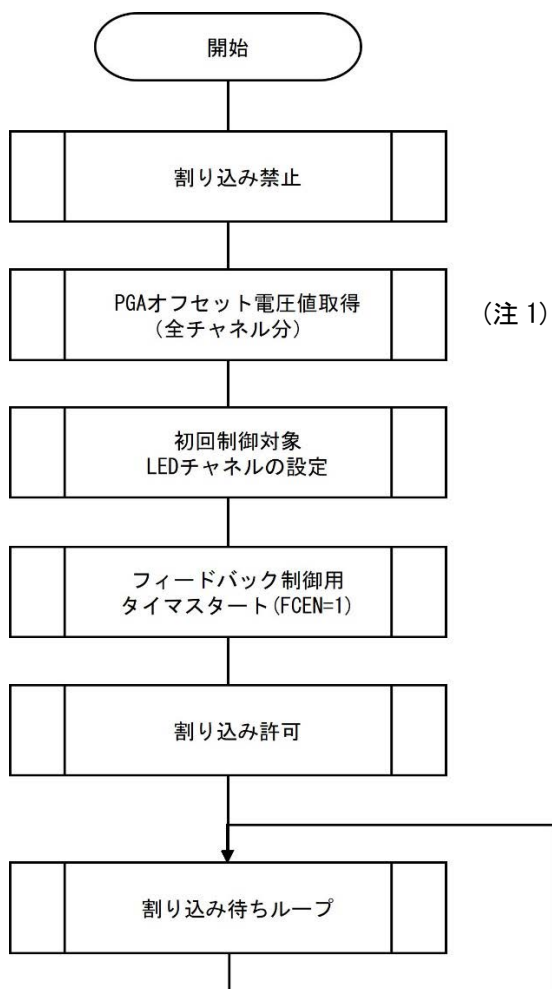 開始
割り込み禁止
PGAオフセット電圧値取得
(全チャネル分)
(注1)
初回制御対象
LEDチャネルの設定
フィードバック制御用
タイマスタート(FCEN=1)
割り込み許可
割り込み待ちループ